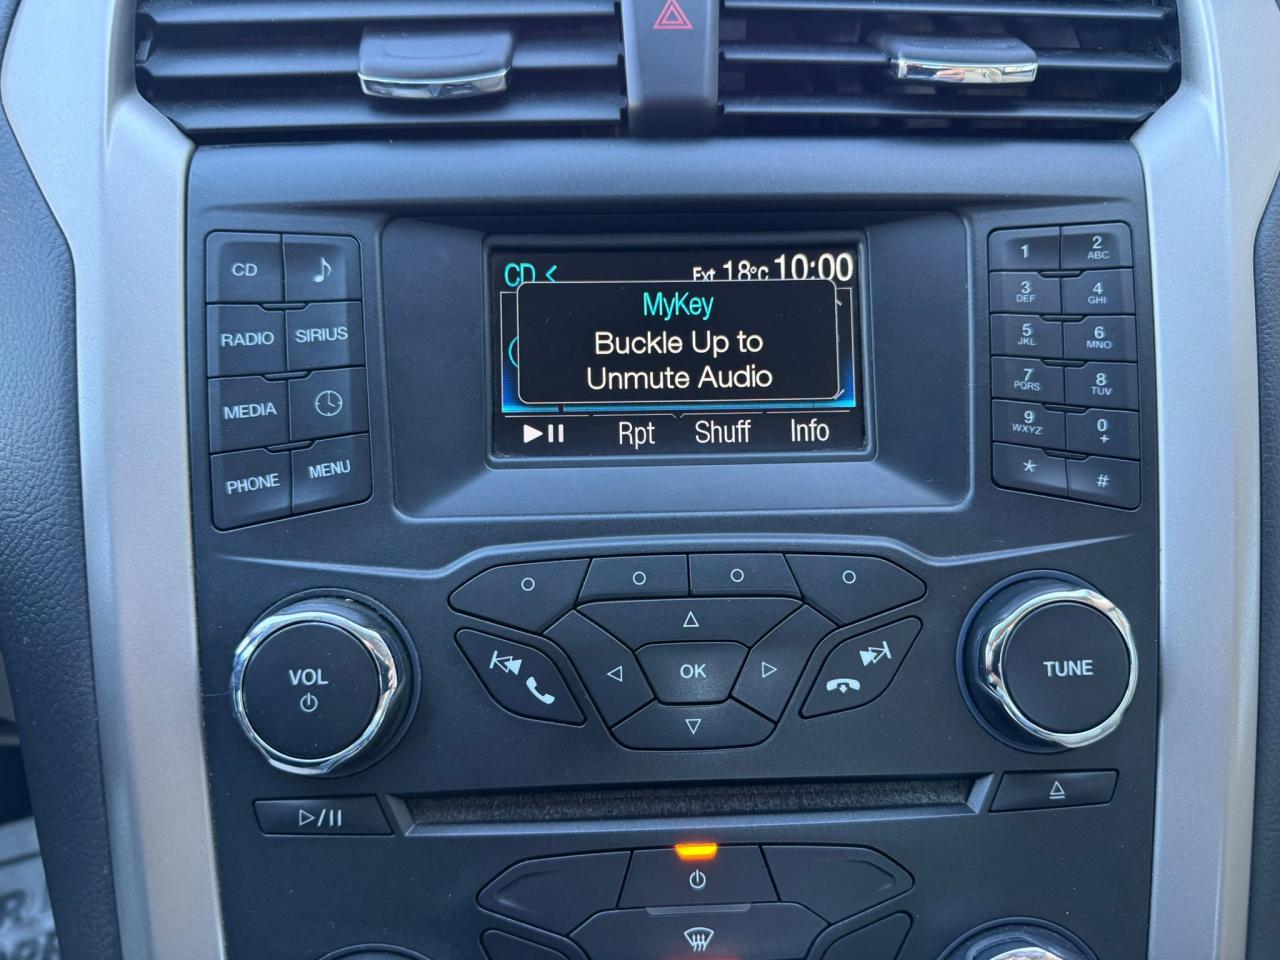 CD
RADIO SIRIUS
MEDIA
PHONE MENU
CD < Ext 18°C 10:00
MyKey
Buckle Up to
Unmute Audio
Rpt Shuff Info
1 2 ABC
3 DEF 4 GHI
5 JKL 6 MNO
7 PQRS 8 TUV
9 WXYZ 0 +
* #
VOL
OK
TUNE